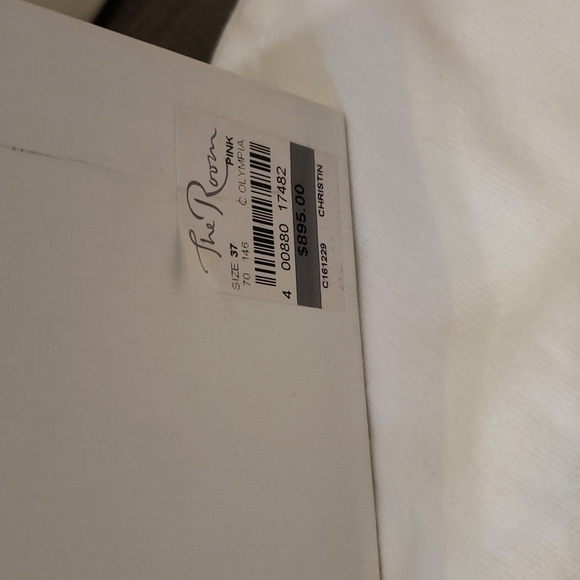 The Room
SIZE 37 PINK
70 146 C OLYMPIA
4 00880 17482
$895.00
C161229 CHRISTIN